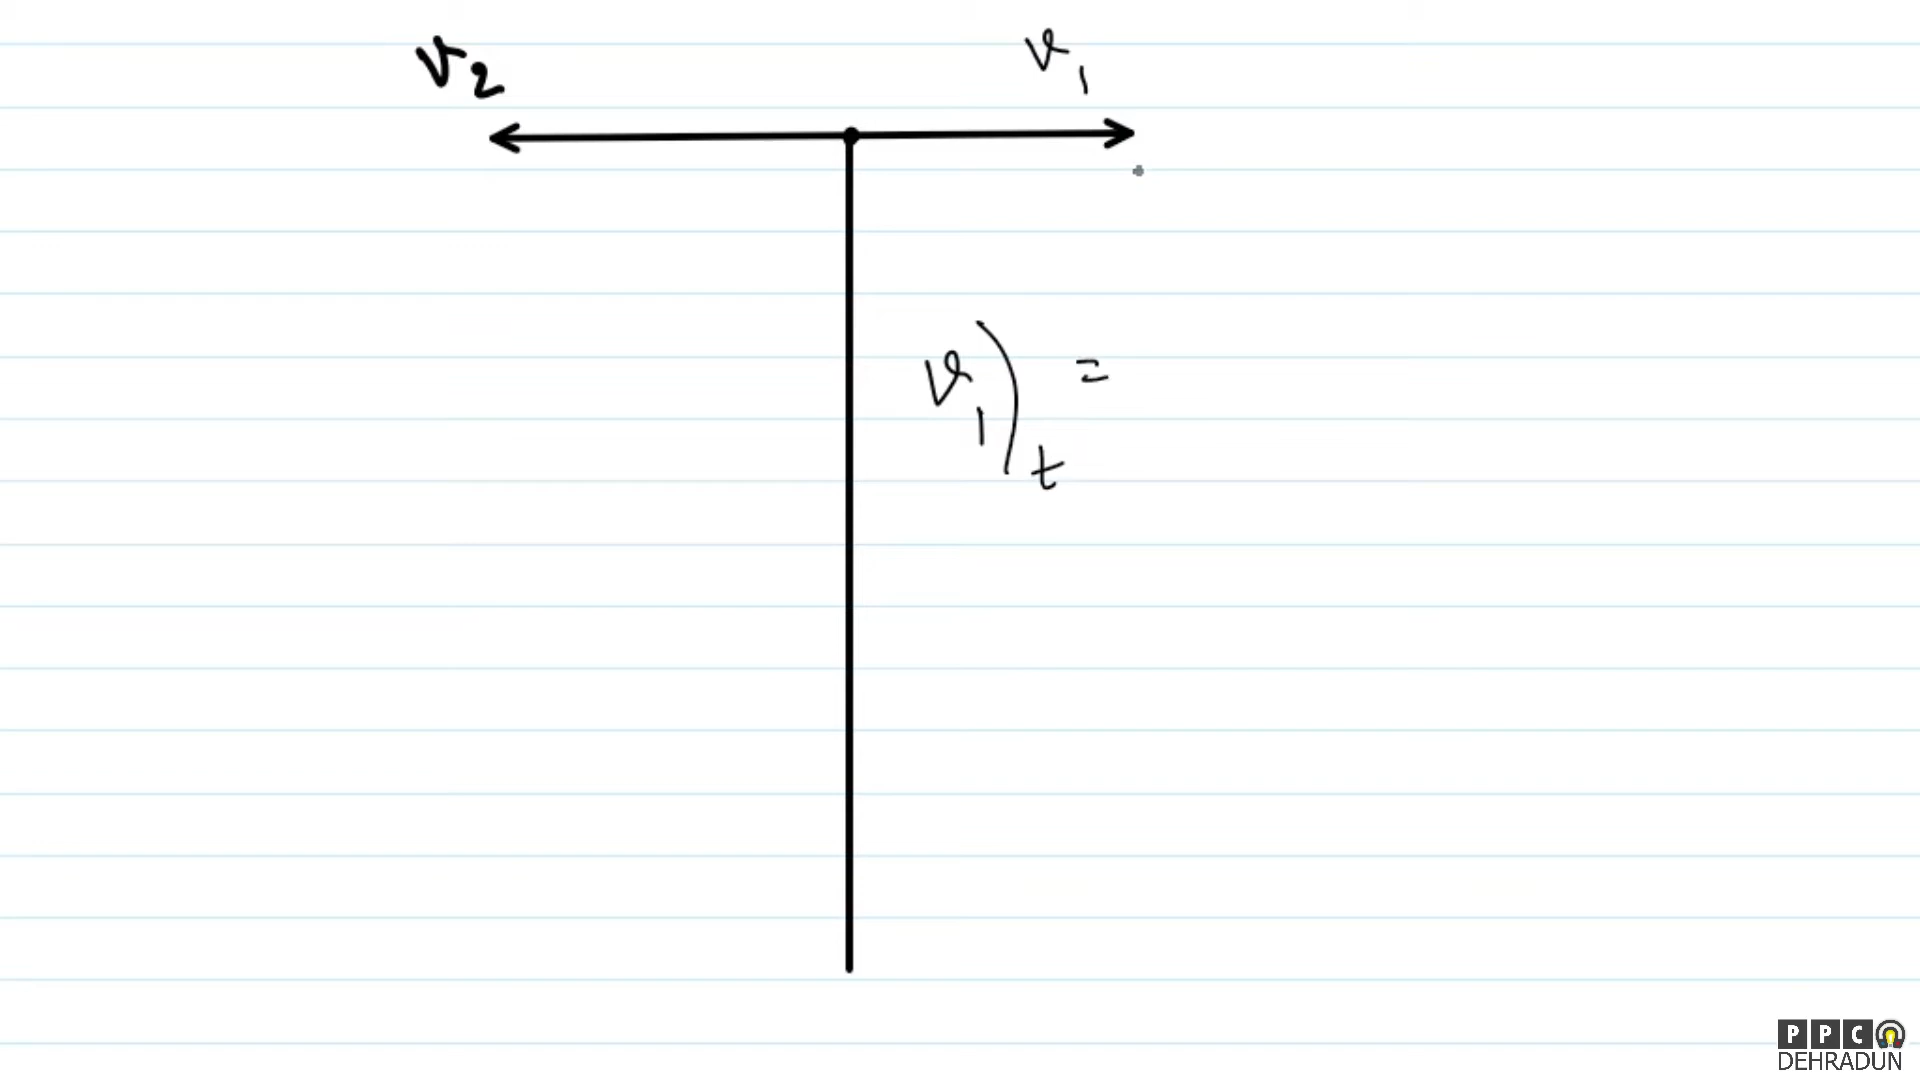 v2 v1
v1)t =
PPC
DEHRADUN